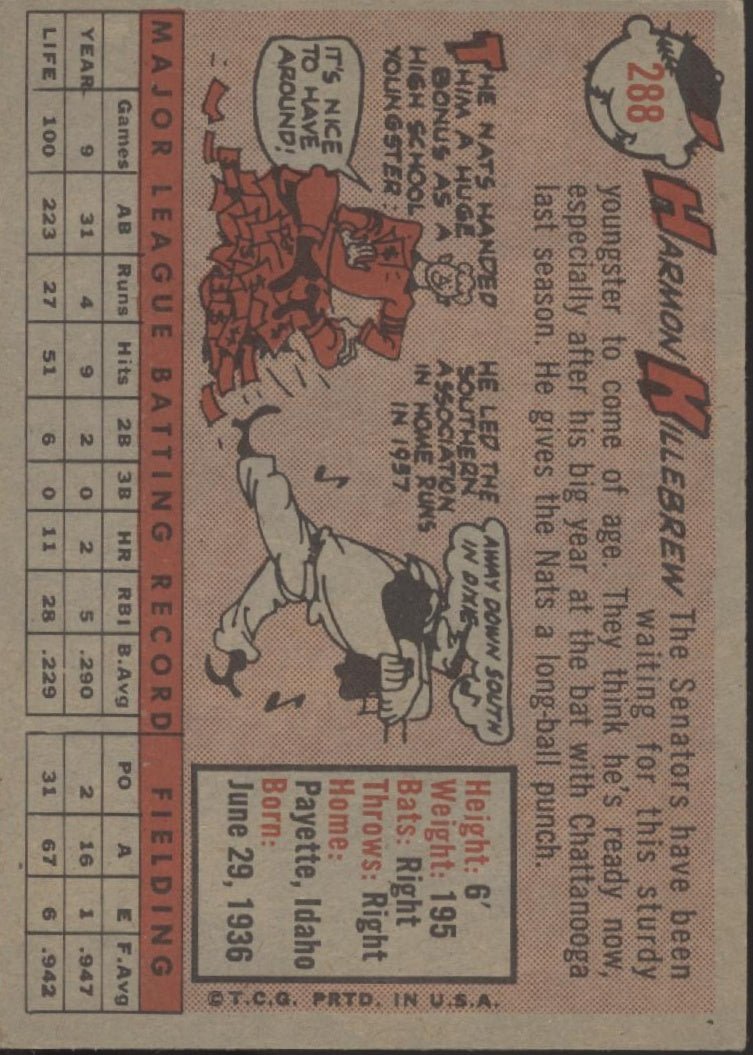 288
HARMON KILLEBREW
The Senators have been
waiting for this sturdy
youngster to come of age. They think he's ready now,
especially after his big year at the bat with Chattanooga
last season. He gives the Nats a long-ball punch.
THE NATS HANDED
HIM A HUGE
BONUS AS A
HIGH SCHOOL
YOUNGSTER.
IT'S NICE
TO HAVE
AROUND!
HE LED THE
SOUTHERN
ASSOCIATION
IN HOME RUNS
IN 1957
AWAY DOWN SOUTH
IN DIXIE
Height: 6'
Weight: 195
Bats: Right
Throws: Right
Home:
Payette, Idaho
Born:
June 29, 1936
©T.C.G. PRTD. IN U.S.A.
MAJOR LEAGUE BATTING RECORD FIELDING
Games AB Runs Hits 2B 3B HR RBI B.Avg PO A E F.Avg
YEAR 9 31 4 9 2 0 2 5 .290 2 16 1 .947
LIFE 100 223 27 51 6 0 11 28 .229 31 67 6 .942